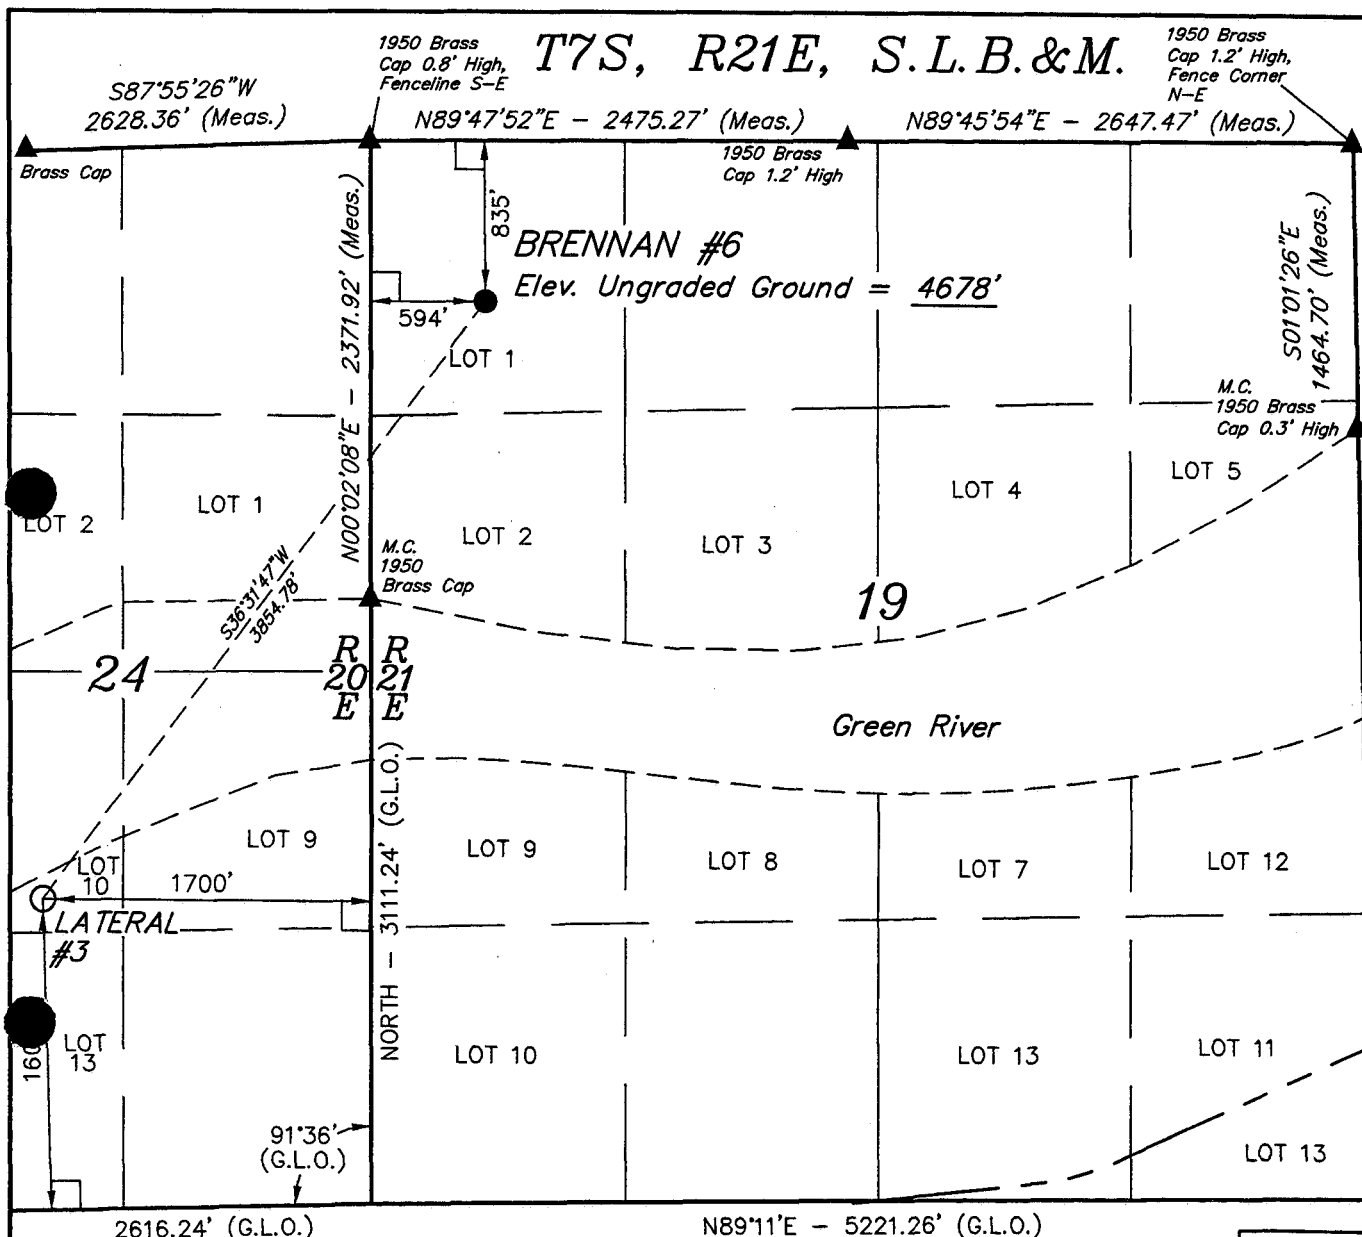 T7S, R21E, S.L.B.&M.
1950 Brass
Cap 0.8' High,
Fenceline S-E
1950 Brass
Cap 1.2' High,
Fence Corner
N-E
S87°55'26"W
2628.36' (Meas.)
N89°47'52"E - 2475.27' (Meas.)
N89°45'54"E - 2647.47' (Meas.)
Brass Cap
1950 Brass
Cap 1.2' High
835'
BRENNAN #6
Elev. Ungraded Ground = 4678'
594'
LOT 1
N00°02'08"E - 2371.92' (Meas.)
S01°01'26"E
1464.70' (Meas.)
M.C.
1950 Brass
Cap 0.3' High
LOT 2
LOT 1
LOT 2
LOT 3
LOT 4
LOT 5
M.C.
1950
Brass Cap
S36°31'47"W
3854.78'
19
24
R R
20 21
E E
Green River
LOT
10
LOT 9
LOT 9
LOT 8
LOT 7
LOT 12
1700'
LATERAL
#3
NORTH - 3111.24' (G.L.O.)
LOT
13
LOT 10
LOT 13
LOT 11
LOT 13
91°36'
(G.L.O.)
2616.24' (G.L.O.)
N89°11'E - 5221.26' (G.L.O.)